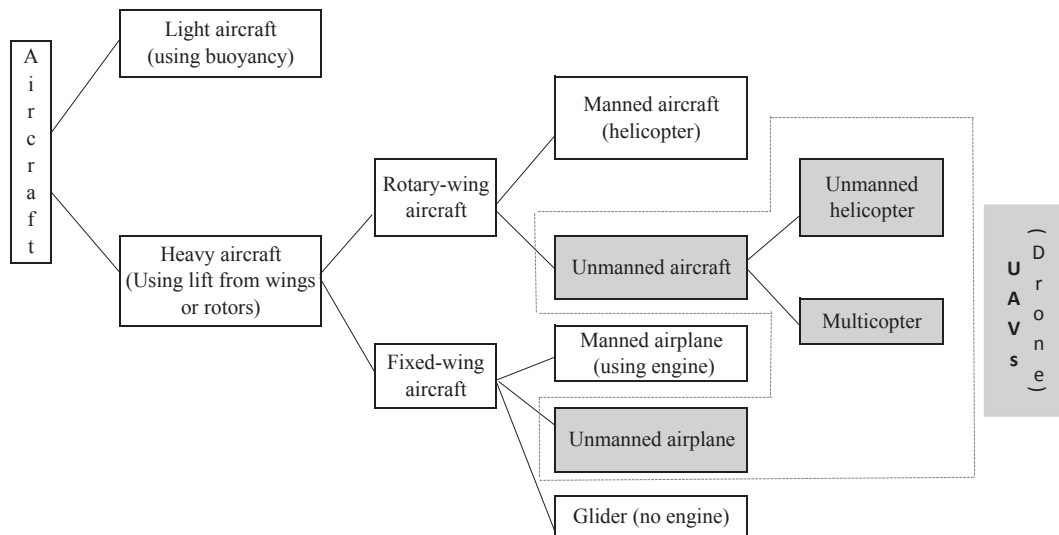 Aircraft
Light aircraft
(using buoyancy)
Heavy aircraft
(Using lift from wings
or rotors)
Rotary-wing
aircraft
Fixed-wing
aircraft
Manned aircraft
(helicopter)
Unmanned aircraft
Manned airplane
(using engine)
Unmanned airplane
Glider (no engine)
Unmanned
helicopter
Multicopter
UAVs
(Drone)